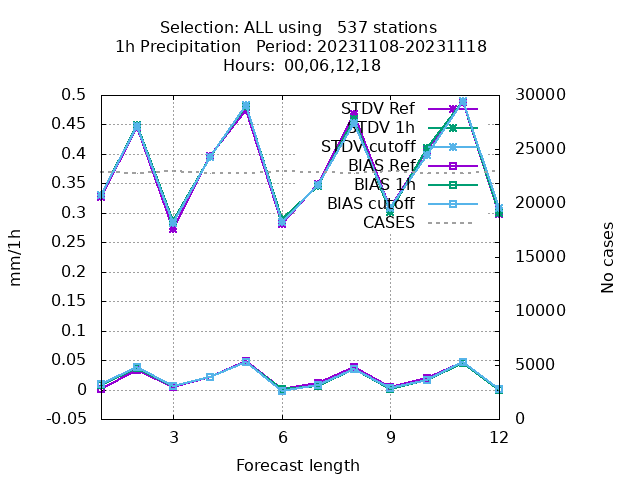 Selection: ALL using   537 stations
1h Precipitation   Period: 20231108-20231118
Hours: 00,06,12,18
0.5
0.45
0.4
0.35
0.3
0.25
0.2
0.15
0.1
0.05
0
-0.05
mm/1h
STDV Ref
STDV 1h
STDV cutoff
BIAS Ref
BIAS 1h
BIAS cutoff
CASES
30000
25000
20000
15000
10000
5000
0
No cases
3 6 9 12
Forecast length